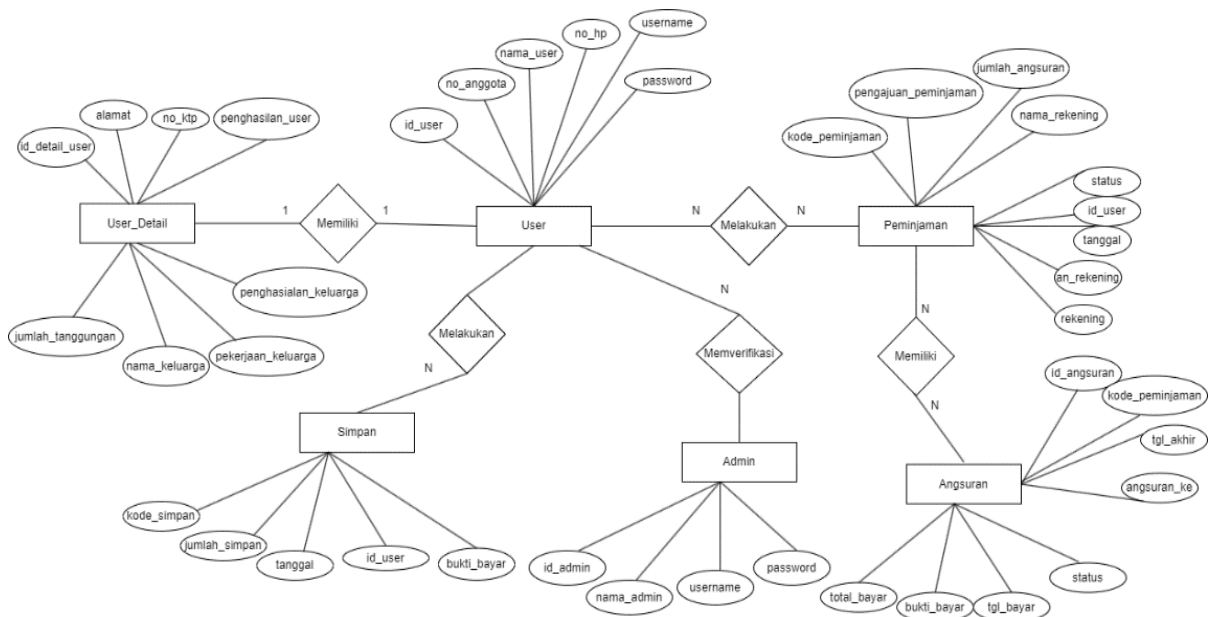 username
no_hp
nama_user
jumlah_angsuran
no_anggota
password
pengajuan_peminjaman
alamat
no_ktp
penghasilan_user
id_user
nama_rekening
kode_peminjaman
id_detail_user
status
id_user
User_Detail
1
Memiliki
1
User
N
Melakukan
N
Peminjaman
tanggal
an_rekening
penghasialan_keluarga
N
N
rekening
jumlah_tanggungan
Melakukan
nama_keluarga
pekerjaan_keluarga
Memverifikasi
Memiliki
N
id_angsuran
kode_peminjaman
N
Simpan
tgl_akhir
Admin
Angsuran
angsuran_ke
kode_simpan
jumlah_simpan
tanggal
id_user
bukti_bayar
id_admin
nama_admin
username
password
total_bayar
bukti_bayar
tgl_bayar
status